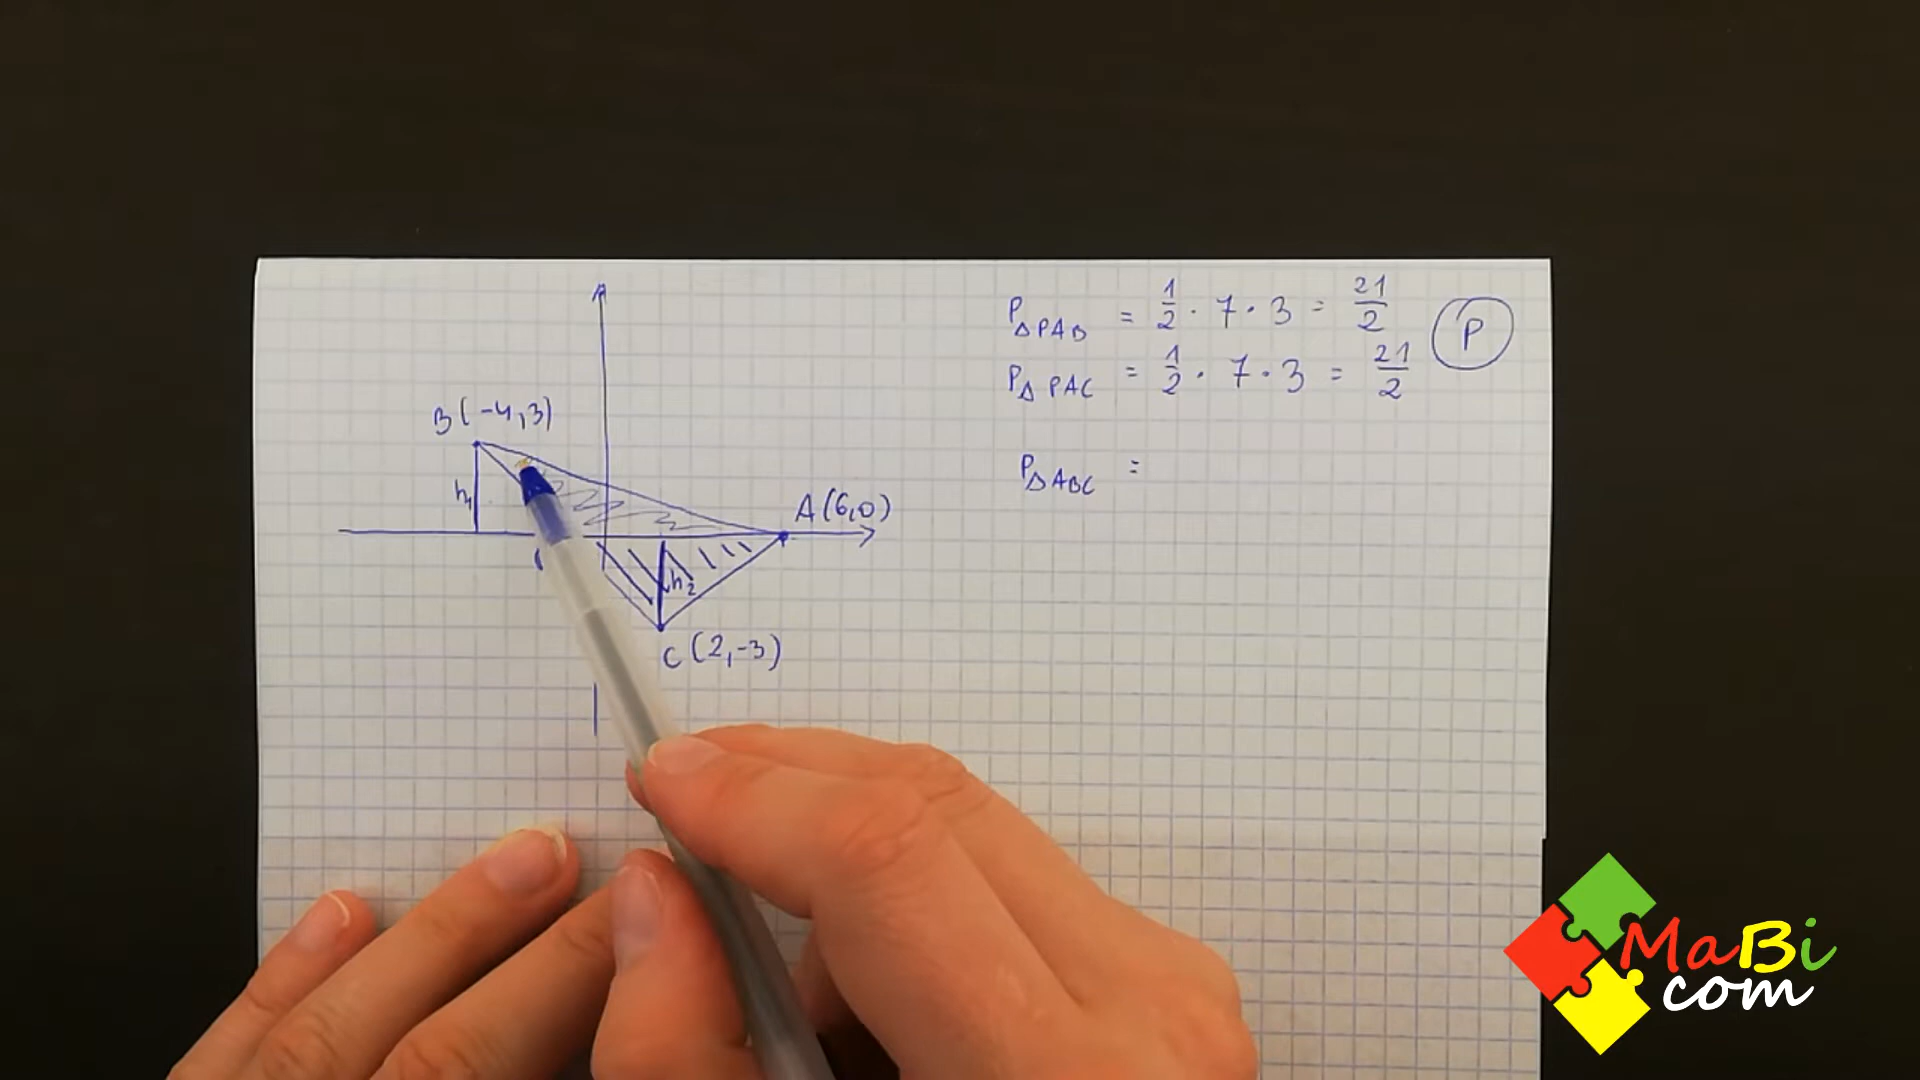 P△PAB = 1/2 · 7 · 3 = 21/2
P
P△PAC = 1/2 · 7 · 3 = 21/2
B(-4,3)
P△ABC =
h1
A(6,0)
h2
C(2,-3)
MaBi
com